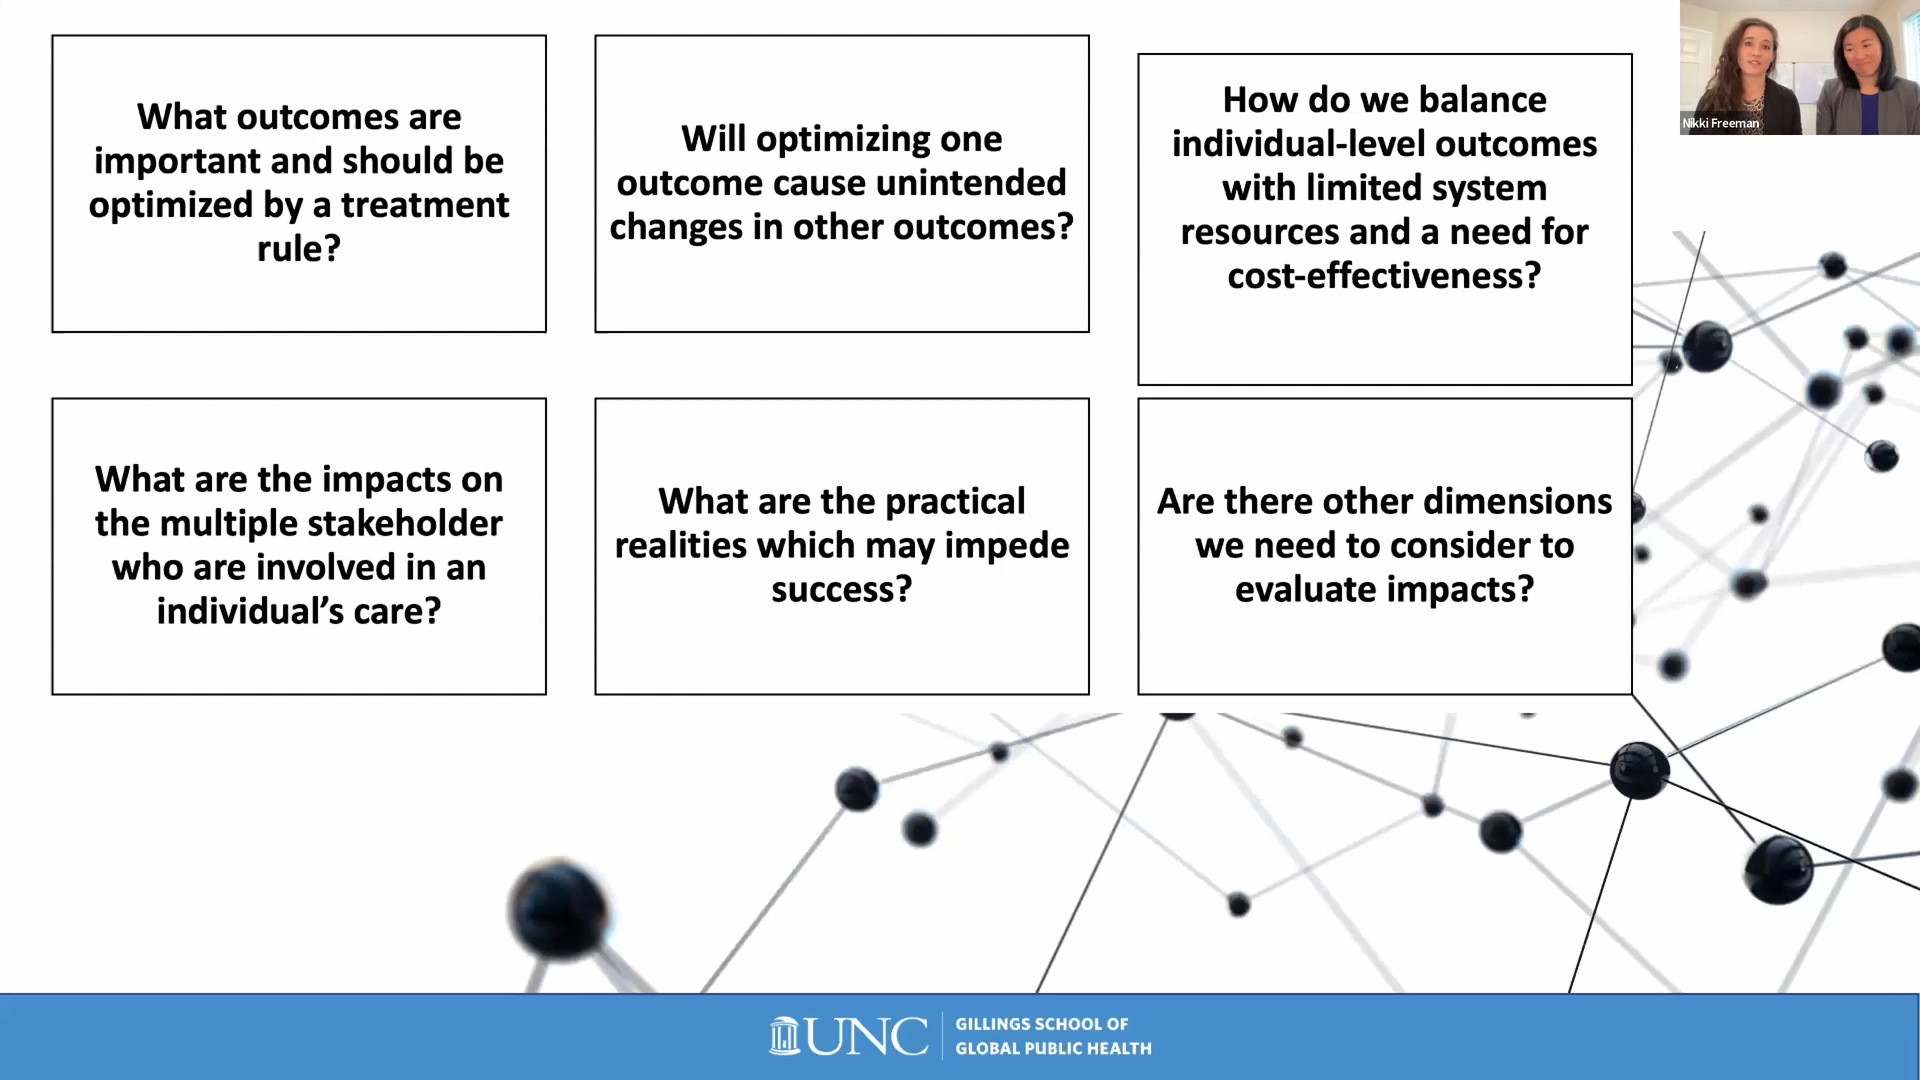 What outcomes are
important and should be
optimized by a treatment
rule?
Will optimizing one
outcome cause unintended
changes in other outcomes?
How do we balance
individual-level outcomes
with limited system
resources and a need for
cost-effectiveness?
What are the impacts on
the multiple stakeholder
who are involved in an
individual’s care?
What are the practical
realities which may impede
success?
Are there other dimensions
we need to consider to
evaluate impacts?
Nikki Freeman
UNC
GILLINGS SCHOOL OF
GLOBAL PUBLIC HEALTH